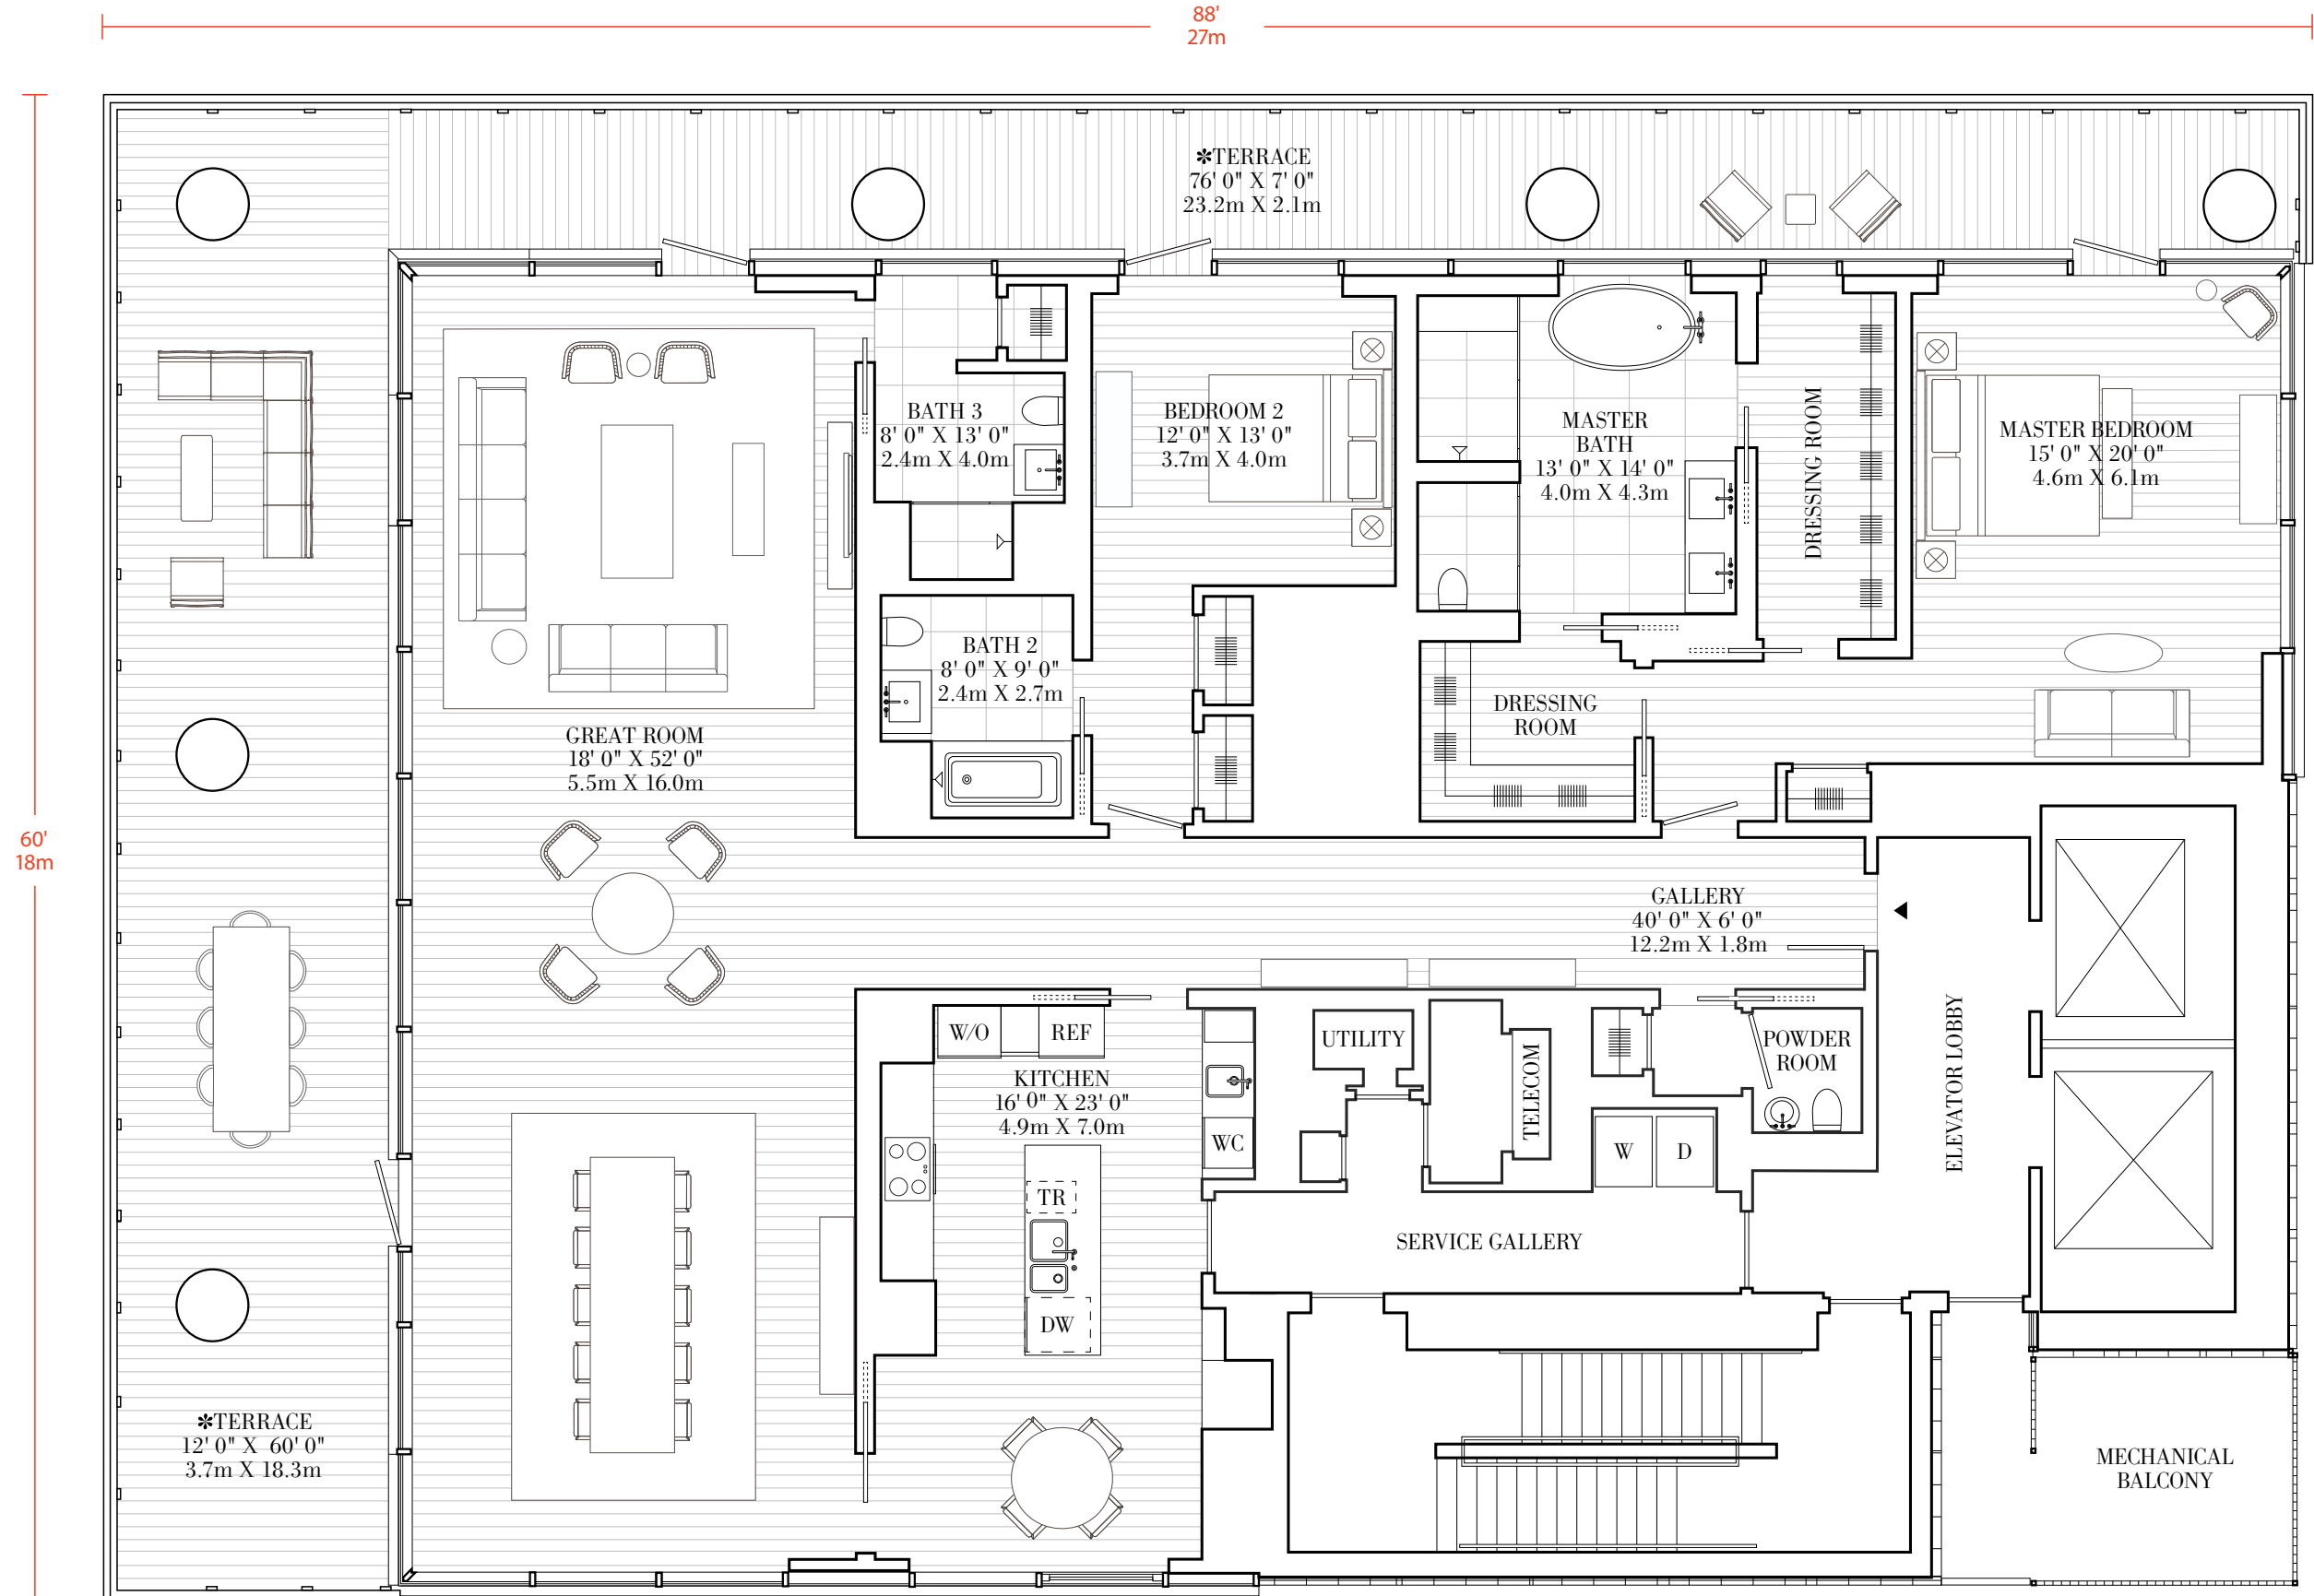 88'
27m
✽TERRACE
76' 0" X 7' 0"
23.2m X 2.1m
BATH 3
8' 0" X 13' 0"
2.4m X 4.0m
BEDROOM 2
12' 0" X 13' 0"
3.7m X 4.0m
MASTER
BATH
13' 0" X 14' 0"
4.0m X 4.3m
DRESSING ROOM
MASTER BEDROOM
15' 0" X 20' 0"
4.6m X 6.1m
BATH 2
8' 0" X 9' 0"
2.4m X 2.7m
DRESSING
ROOM
GREAT ROOM
18' 0" X 52' 0"
5.5m X 16.0m
60'
18m
GALLERY
40' 0" X 6' 0"
12.2m X 1.8m
W/O
REF
UTILITY
TELECOM
POWDER
ROOM
ELEVATOR LOBBY
KITCHEN
16' 0" X 23' 0"
4.9m X 7.0m
WC
W
D
TR
SERVICE GALLERY
DW
✽TERRACE
12' 0" X 60' 0"
3.7m X 18.3m
MECHANICAL
BALCONY